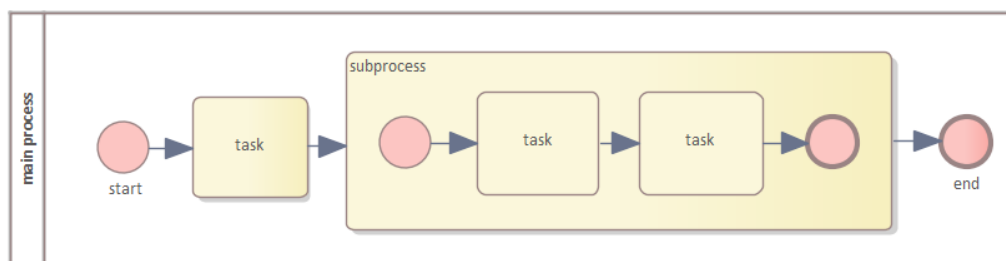 main process
start
task
subprocess
task
task
end